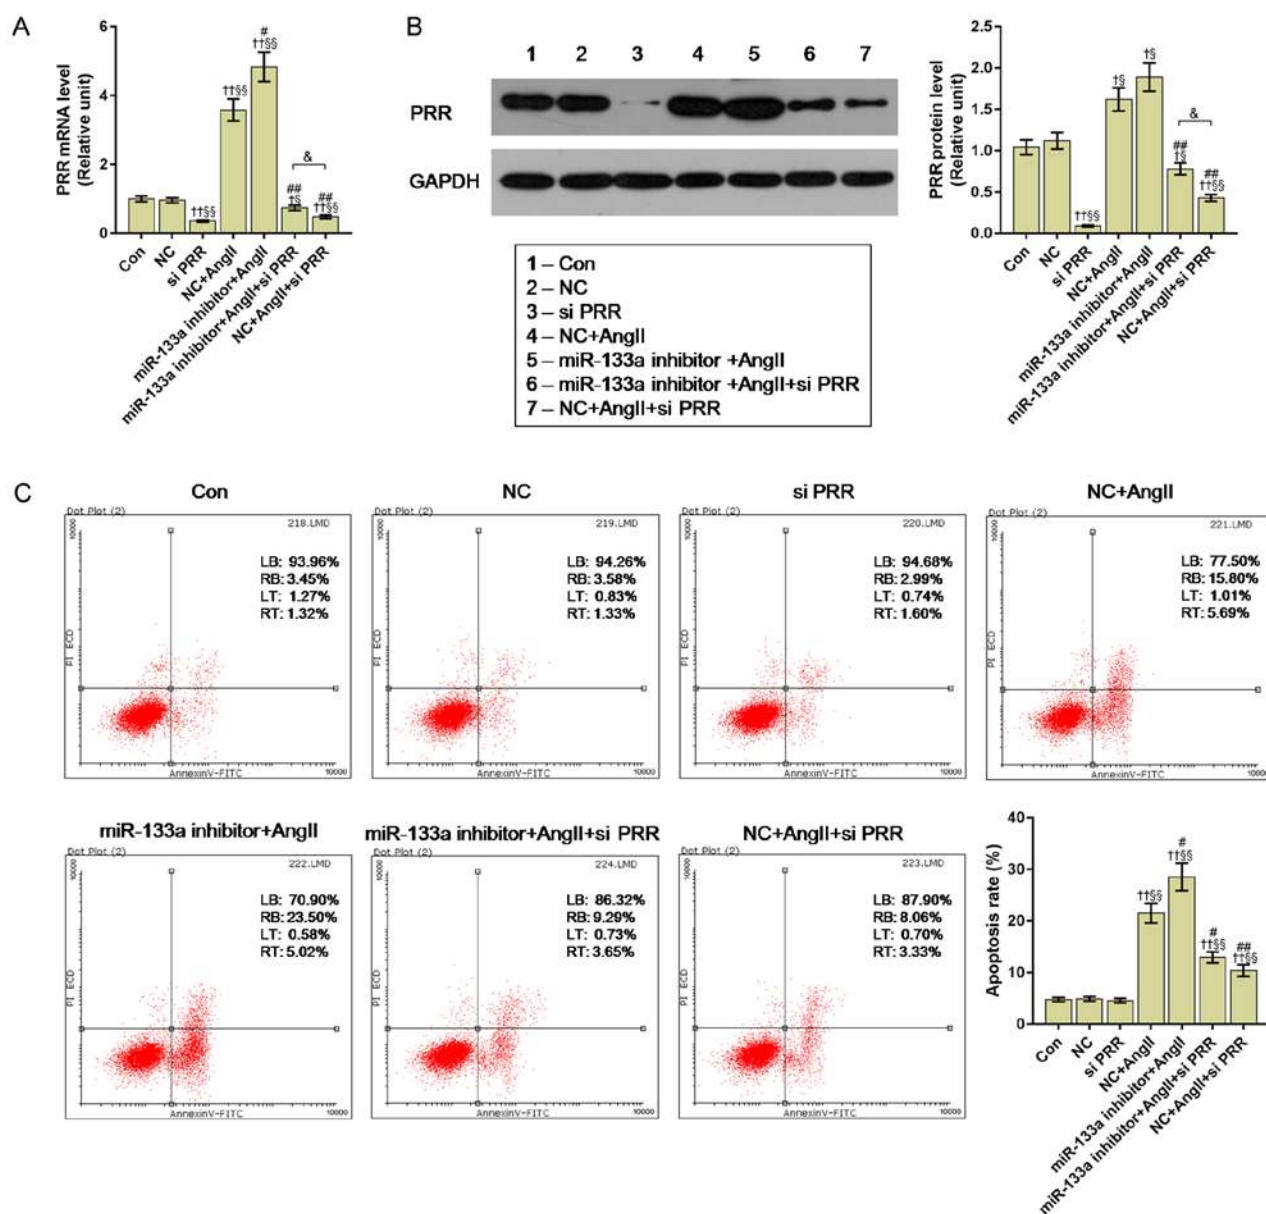 A
PRR mRNA level
(Relative unit)
6
4
2
0
††§§
††§§
#
††§§
##
†§
##
††§§
&
Con
NC
si PRR
NC+AngII
miR-133a inhibitor+AngII
miR-133a inhibitor+AngII+si PRR
NC+AngII+si PRR
B
1 2 3 4 5 6 7
PRR
GAPDH
1 – Con
2 – NC
3 – si PRR
4 – NC+AngII
5 – miR-133a inhibitor +AngII
6 – miR-133a inhibitor +AngII+si PRR
7 – NC+AngII+si PRR
PRR protein level
(Relative unit)
2.5
2.0
1.5
1.0
0.5
0.0
††§§
†§
†§
##
†§
##
††§§
&
Con
NC
si PRR
NC+AngII
miR-133a inhibitor+AngII
miR-133a inhibitor+AngII+si PRR
NC+AngII+si PRR
C
Con
Dot Plot (2)
218.LMD
10000
LB: 93.96%
RB: 3.45%
LT: 1.27%
RT: 1.32%
PI ECD
AnnexinV-FITC
10000
NC
Dot Plot (2)
219.LMD
10000
LB: 94.26%
RB: 3.58%
LT: 0.83%
RT: 1.33%
PI ECD
AnnexinV-FITC
10000
si PRR
Dot Plot (2)
220.LMD
10000
LB: 94.68%
RB: 2.99%
LT: 0.74%
RT: 1.60%
PI ECD
AnnexinV-FITC
10000
NC+AngII
Dot Plot (2)
221.LMD
10000
LB: 77.50%
RB: 15.80%
LT: 1.01%
RT: 5.69%
PI ECD
AnnexinV-FITC
10000
miR-133a inhibitor+AngII
Dot Plot (2)
222.LMD
10000
LB: 70.90%
RB: 23.50%
LT: 0.58%
RT: 5.02%
PI ECD
AnnexinV-FITC
10000
miR-133a inhibitor+AngII+si PRR
Dot Plot (2)
224.LMD
10000
LB: 86.32%
RB: 9.29%
LT: 0.73%
RT: 3.65%
PI ECD
AnnexinV-FITC
10000
NC+AngII+si PRR
Dot Plot (2)
223.LMD
10000
LB: 87.90%
RB: 8.06%
LT: 0.70%
RT: 3.33%
PI ECD
AnnexinV-FITC
10000
Apoptosis rate (%)
40
30
20
10
0
††§§
#
††§§
#
††§§
##
††§§
Con
NC
si PRR
NC+AngII
miR-133a inhibitor+AngII
miR-133a inhibitor+AngII+si PRR
NC+AngII+si PRR